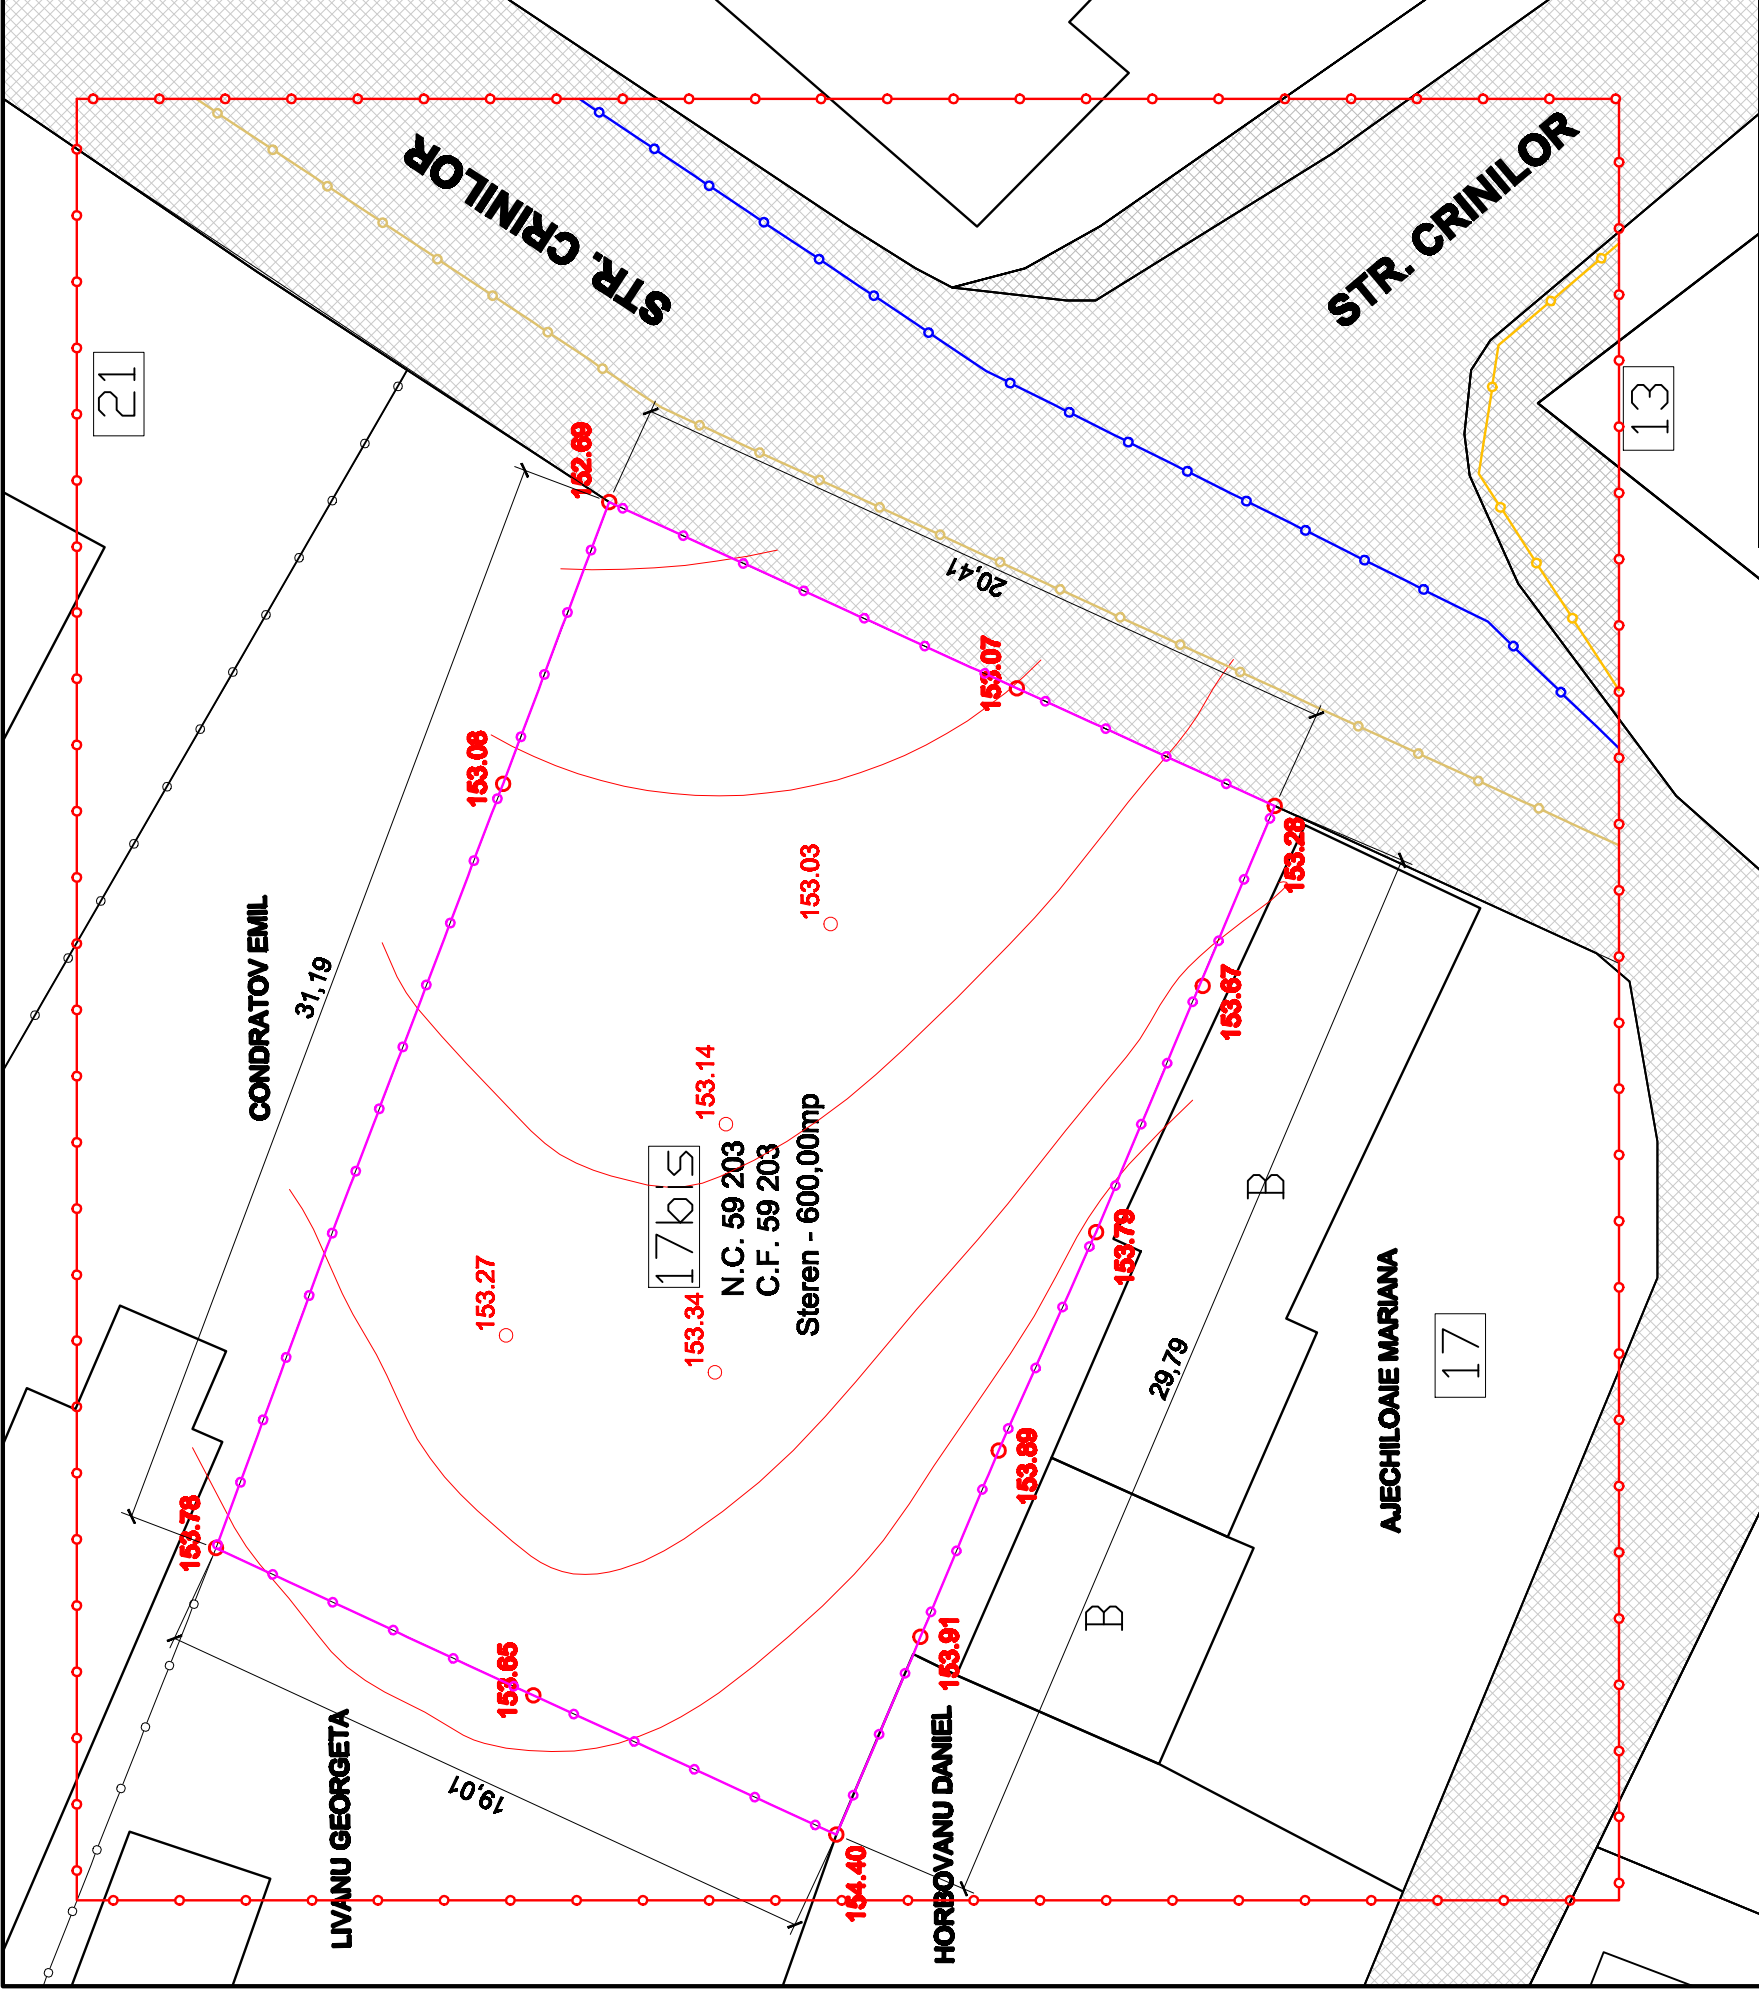 21
STR. CRINILOR
STR. CRINILOR
13
152.69
20,41
153.07
153.08
153.03
153.28
CONDRATOV EMIL
31,19
153.67
153.14
17bis
N.C. 59 203
C.F. 59 203
Steren - 600,00mp
153.27
153.34
153.79
B
29,79
AJECHILOAIE MARIANA
17
153.89
153.78
B
153.65
153.91
LIVANU GEORGETA
19,01
HORBOVANU DANIEL
154.40